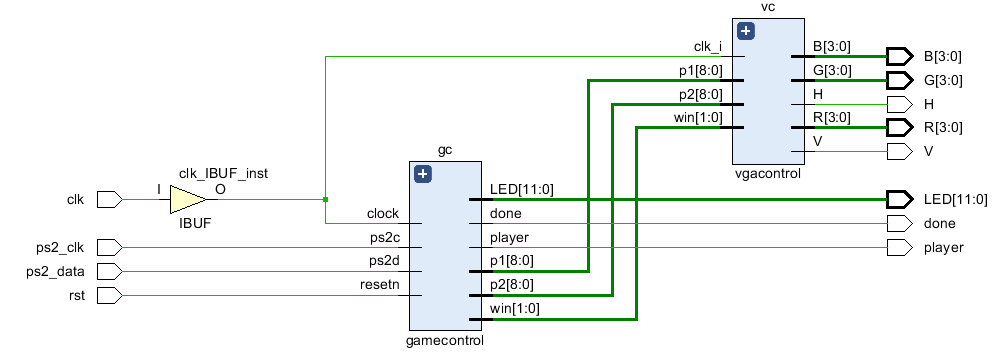 vc
clk_i
p1[8:0]
p2[8:0]
win[1:0]
B[3:0]
G[3:0]
H
R[3:0]
V
B[3:0]
G[3:0]
H
R[3:0]
V
vgacontrol
clk
I
clk_IBUF_inst
O
IBUF
ps2_clk
ps2_data
rst
gc
clock
ps2c
ps2d
resetn
LED[11:0]
done
player
p1[8:0]
p2[8:0]
win[1:0]
gamecontrol
LED[11:0]
done
player